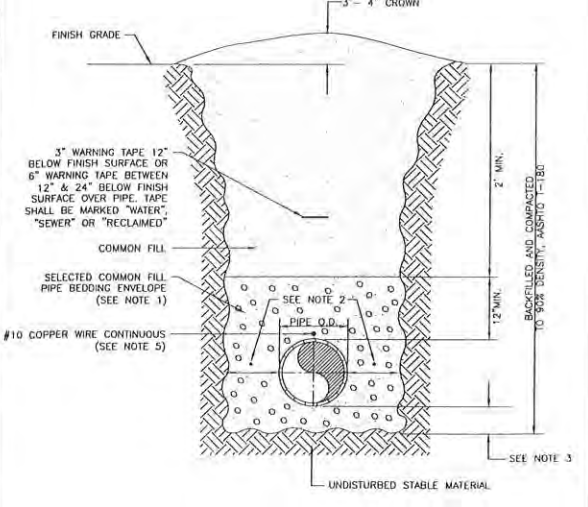 3"- 4" CROWN
FINISH GRADE
3" WARNING TAPE 12"
BELOW FINISH SURFACE OR
6" WARNING TAPE BETWEEN
12" & 24" BELOW FINISH
SURFACE OVER PIPE. TAPE
SHALL BE MARKED "WATER",
"SEWER" OR "RECLAIMED"
COMMON FILL
SELECTED COMMON FILL
PIPE BEDDING ENVELOPE
(SEE NOTE 1)
SEE NOTE 2
PIPE O.D.
#10 COPPER WIRE CONTINUOUS
(SEE NOTE 5)
2' MIN.
12"MIN.
BACKFILLED AND COMPACTED
TO 90% DENSITY, AASHTO T-180
SEE NOTE 3
UNDISTURBED STABLE MATERIAL